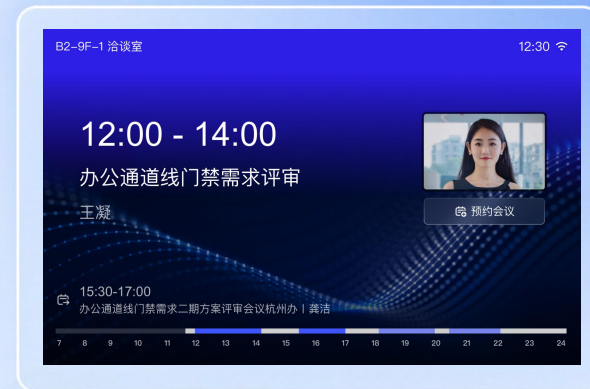 B2-9F-1 洽谈室 12:30
12:00 - 14:00
办公通道线门禁需求评审
王凝
预约会议
15:30-17:00
办公通道线门禁需求二期方案评审会议杭州办 | 龚洁
7 8 9 10 11 12 13 14 15 16 17 18 19 20 21 22 23 24